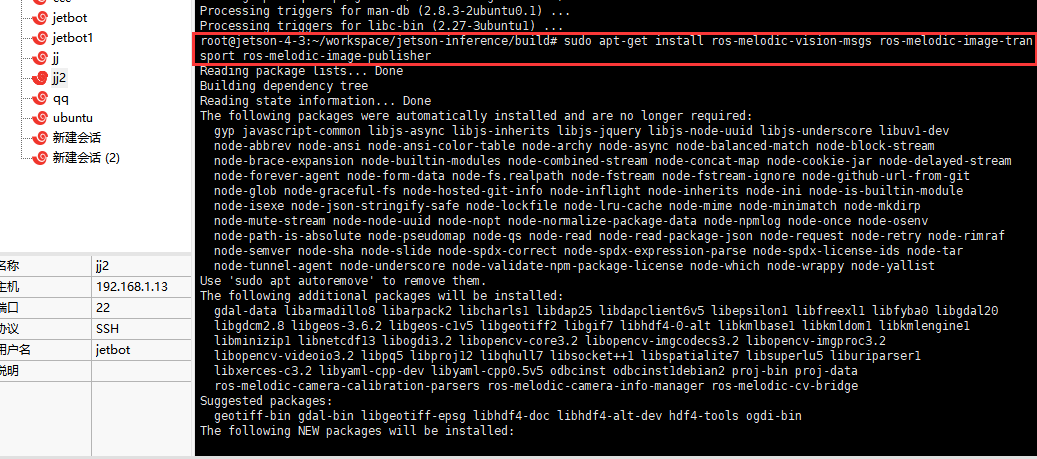 jetbot
jetbot1
jj
jj2
qq
ubuntu
新建会话
新建会话 (2)
名称 jj2
主机 192.168.1.13
端口 22
协议 SSH
用户名 jetbot
说明
Processing triggers for man-db (2.8.3-2ubuntu0.1) ...
Processing triggers for libc-bin (2.27-3ubuntu1) ...
root@jetson-4-3:~/workspace/jetson-inference/build# sudo apt-get install ros-melodic-vision-msgs ros-melodic-image-tran
sport ros-melodic-image-publisher
Reading package lists... Done
Building dependency tree
Reading state information... Done
The following packages were automatically installed and are no longer required:
gyp javascript-common libjs-async libjs-inherits libjs-jquery libjs-node-uuid libjs-underscore libuv1-dev
node-abbrev node-ansi node-ansi-color-table node-archy node-async node-balanced-match node-block-stream
node-brace-expansion node-builtin-modules node-combined-stream node-concat-map node-cookie-jar node-delayed-stream
node-forever-agent node-form-data node-fs.realpath node-fstream node-fstream-ignore node-github-url-from-git
node-glob node-graceful-fs node-hosted-git-info node-inflight node-inherits node-ini node-is-builtin-module
node-isexe node-json-stringify-safe node-lockfile node-lru-cache node-mime node-minimatch node-mkdirp
node-mute-stream node-node-uuid node-nopt node-normalize-package-data node-npmlog node-once node-osenv
node-path-is-absolute node-pseudomap node-qs node-read node-read-package-json node-request node-retry node-rimraf
node-semver node-sha node-slide node-spdx-correct node-spdx-expression-parse node-spdx-license-ids node-tar
node-tunnel-agent node-underscore node-validate-npm-package-license node-which node-wrappy node-yallist
Use 'sudo apt autoremove' to remove them.
The following additional packages will be installed:
gdal-data libarmadillo8 libarpack2 libcharls1 libdap25 libdapclient6v5 libepsilon1 libfreexl1 libfyba0 libgdal20
libgdcm2.8 libgeos-3.6.2 libgeos-c1v5 libgeotiff2 libgif7 libhdf4-0-alt libkmlbase1 libkmldom1 libkmlengine1
libminizip1 libnetcdf13 libogdi3.2 libopencv-core3.2 libopencv-imgcodecs3.2 libopencv-imgproc3.2
libopencv-videoio3.2 libpq5 libproj12 libqhull7 libsocket++1 libspatialite7 libsuperlu5 liburiparser1
libxerces-c3.2 libyaml-cpp-dev libyaml-cpp0.5v5 odbcinst odbcinst1debian2 proj-bin proj-data
ros-melodic-camera-calibration-parsers ros-melodic-camera-info-manager ros-melodic-cv-bridge
Suggested packages:
geotiff-bin gdal-bin libgeotiff-epsg libhdf4-doc libhdf4-alt-dev hdf4-tools ogdi-bin
The following NEW packages will be installed: